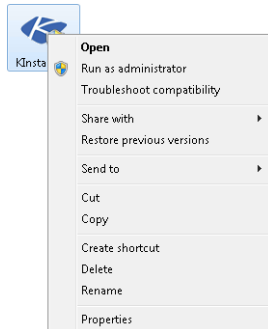 KInsta
Open
Run as administrator
Troubleshoot compatibility
Share with
Restore previous versions
Send to
Cut
Copy
Create shortcut
Delete
Rename
Properties